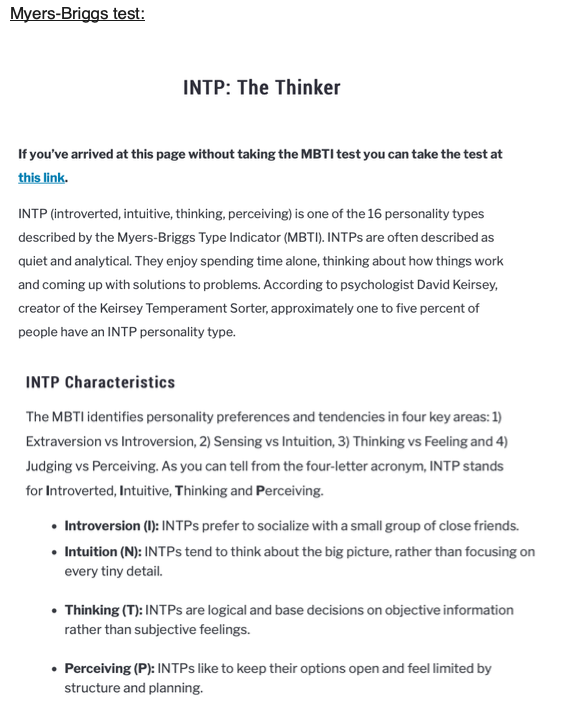 Myers-Briggs test:
INTP: The Thinker
If you've arrived at this page without taking the MBTI test you can take the test at
this link.
INTP (introverted, intuitive, thinking, perceiving) is one of the 16 personality types
described by the Myers-Briggs Type Indicator (MBTI). INTPs are often described as
quiet and analytical. They enjoy spending time alone, thinking about how things work
and coming up with solutions to problems. According to psychologist David Keirsey,
creator of the Keirsey Temperament Sorter, approximately one to five percent of
people have an INTP personality type.
INTP Characteristics
The MBTI identifies personality preferences and tendencies in four key areas: 1)
Extraversion vs Introversion, 2) Sensing vs Intuition, 3) Thinking vs Feeling and 4)
Judging vs Perceiving. As you can tell from the four-letter acronym, INTP stands
for Introverted, Intuitive, Thinking and Perceiving.
• Introversion (I): INTPs prefer to socialize with a small group of close friends.
• Intuition (N): INTPs tend to think about the big picture, rather than focusing on
every tiny detail.
• Thinking (T): INTPs are logical and base decisions on objective information
rather than subjective feelings.
• Perceiving (P): INTPs like to keep their options open and feel limited by
structure and planning.